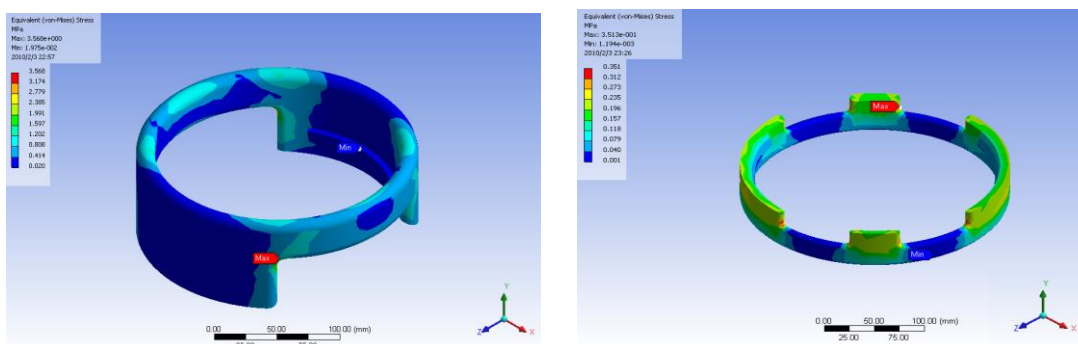 Equivalent (von-Mises) Stress
MPa
Max: 3.568e+000
Min: 1.975e-002
2010/2/3 22:57
3.568
3.174
2.779
2.385
1.991
1.597
1.202
0.808
0.414
0.020
Min
Max
0.00 50.00 100.00 (mm)
25.00
Y
Z X
Equivalent (von-Mises) Stress
MPa
Max: 3.513e-001
Min: 1.194e-003
2010/2/3 23:26
0.351
0.312
0.273
0.235
0.196
0.157
0.118
0.079
0.040
0.001
Max
Min
0.00 50.00 100.00 (mm)
25.00 75.00
Y
Z X